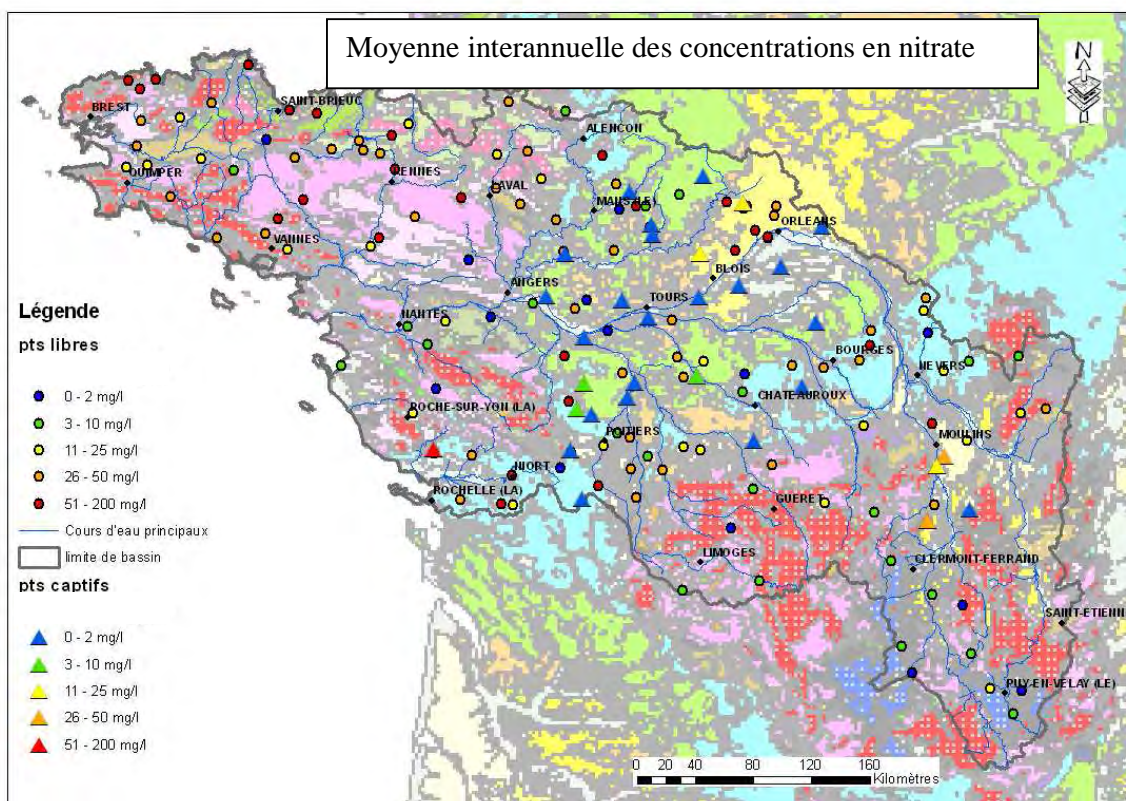 Moyenne interannuelle des concentrations en nitrate
N
BREST
SAINT-BRIEUC
ALENCON
QUIMPER
RENNES
LAVAL
MANS (LE)
ORLEANS
VANNES
BLOIS
ANGERS
TOURS
NANTES
BOURGES
NEVERS
CHATEAUROUX
ROCHE-SUR-YON (LA)
MOULINS
POITIERS
NIORT
ROCHELLE (LA)
GUERET
LIMOGES
CLERMONT-FERRAND
SAINT-ETIENN
PUY-EN-VELAY (LE)
Légende
pts libres
0 - 2 mg/l
3 - 10 mg/l
11 - 25 mg/l
26 - 50 mg/l
51 - 200 mg/l
Cours d'eau principaux
limite de bassin
pts captifs
0 - 2 mg/l
3 - 10 mg/l
11 - 25 mg/l
26 - 50 mg/l
51 - 200 mg/l
0 20 40 80 120 160
Kilomètres